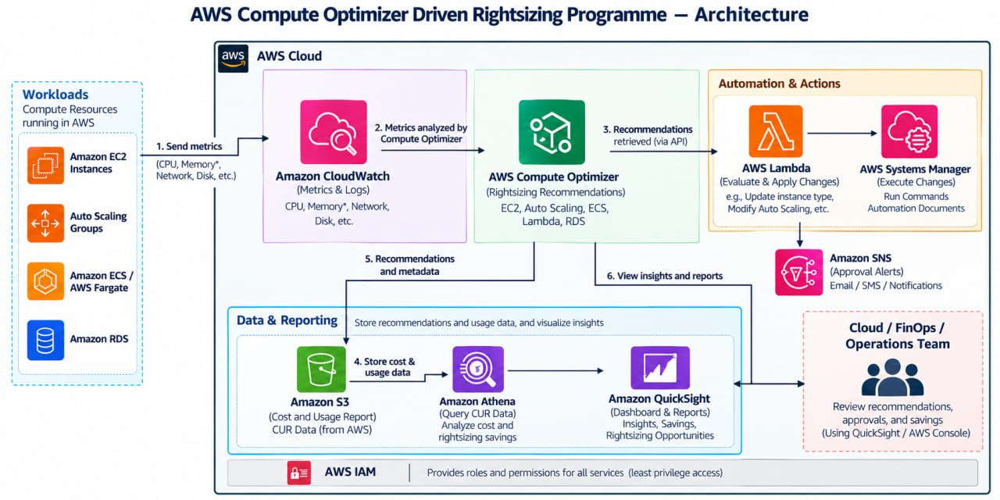 AWS Compute Optimizer Driven Rightsizing Programme — Architecture
aws
AWS Cloud
Workloads
Compute Resources
running in AWS
Amazon EC2
Instances
Auto Scaling
Groups
Amazon ECS /
AWS Fargate
Amazon RDS
1. Send metrics
(CPU, Memory*,
Network, Disk, etc.)
Amazon CloudWatch
(Metrics & Logs)
CPU, Memory*, Network,
Disk, etc.
2. Metrics analyzed by
Compute Optimizer
AWS Compute Optimizer
(Rightsizing Recommendations)
EC2, Auto Scaling, ECS,
Lambda, RDS
3. Recommendations
retrieved (via API)
Automation & Actions
AWS Lambda
(Evaluate & Apply Changes)
e.g., Update instance type,
Modify Auto Scaling, etc.
AWS Systems Manager
(Execute Changes)
Run Commands
Automation Documents
Amazon SNS
(Approval Alerts)
Email / SMS / Notifications
5. Recommendations
and metadata
6. View insights and reports
Data & Reporting
Store recommendations and usage data, and visualize insights
Amazon S3
(Cost and Usage Report)
CUR Data (from AWS)
4. Store cost &
usage data
Amazon Athena
(Query CUR Data)
Analyze cost and
rightsizing savings
Amazon QuickSight
(Dashboard & Reports)
Insights, Savings,
Rightsizing Opportunities
Cloud / FinOps /
Operations Team
Review recommendations,
approvals, and savings
(Using QuickSight / AWS Console)
AWS IAM
Provides roles and permissions for all services (least privilege access)